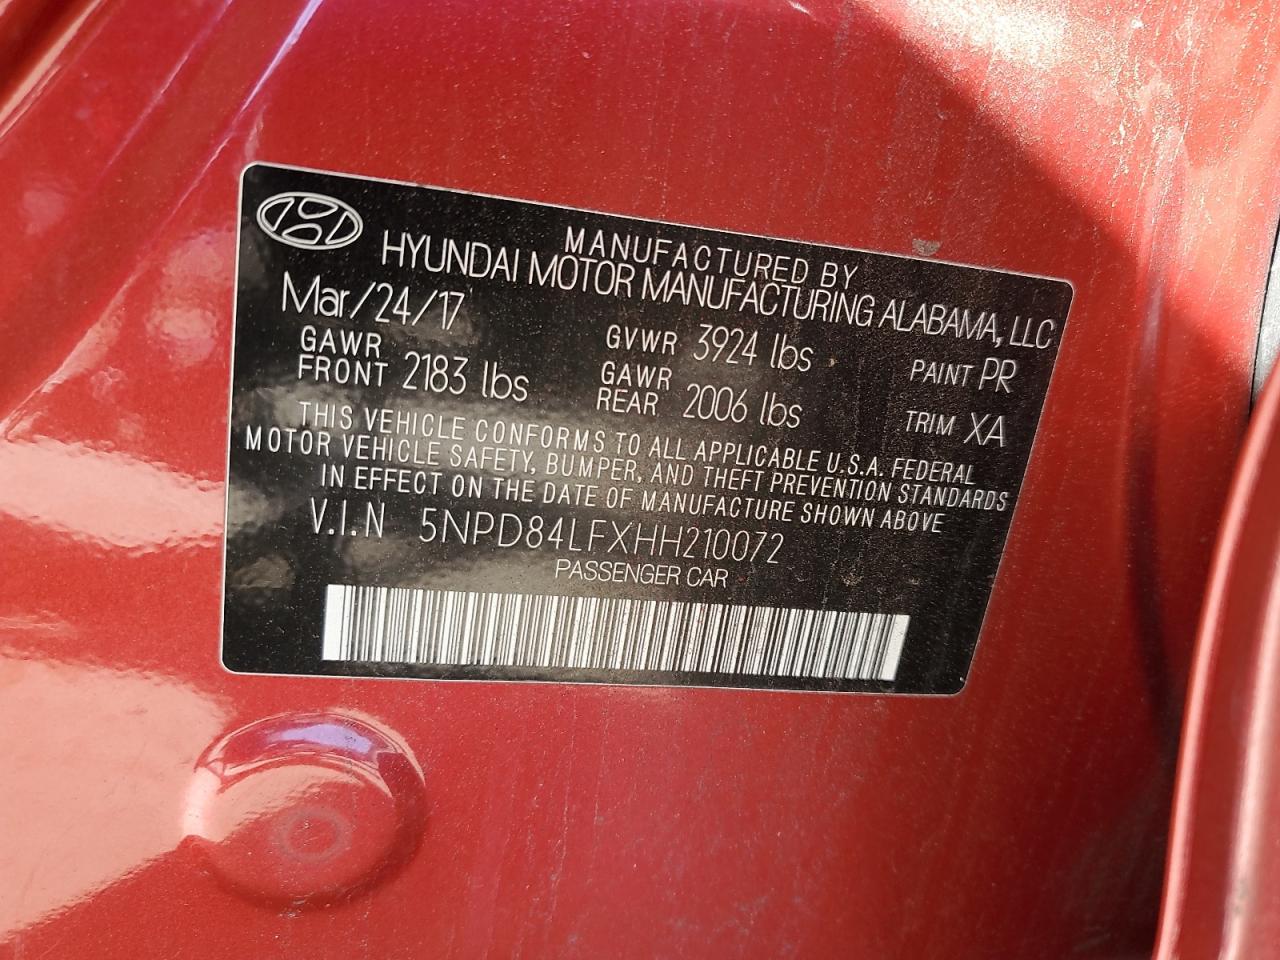 MANUFACTURED BY
HYUNDAI MOTOR MANUFACTURING ALABAMA, LLC
Mar/24/17
GVWR 3924 lbs
PAINT PR
GAWR FRONT 2183 lbs
GAWR REAR 2006 lbs
TRIM XA
THIS VEHICLE CONFORMS TO ALL APPLICABLE U.S.A. FEDERAL
MOTOR VEHICLE SAFETY, BUMPER, AND THEFT PREVENTION STANDARDS
IN EFFECT ON THE DATE OF MANUFACTURE SHOWN ABOVE
V.I.N 5NPD84LFXHH210072
PASSENGER CAR